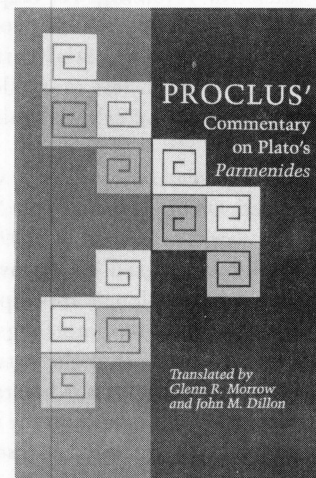 PROCLUS'
Commentary
on Plato's
Parmenides
Translated by
Glenn R. Morrow
and John M. Dillon